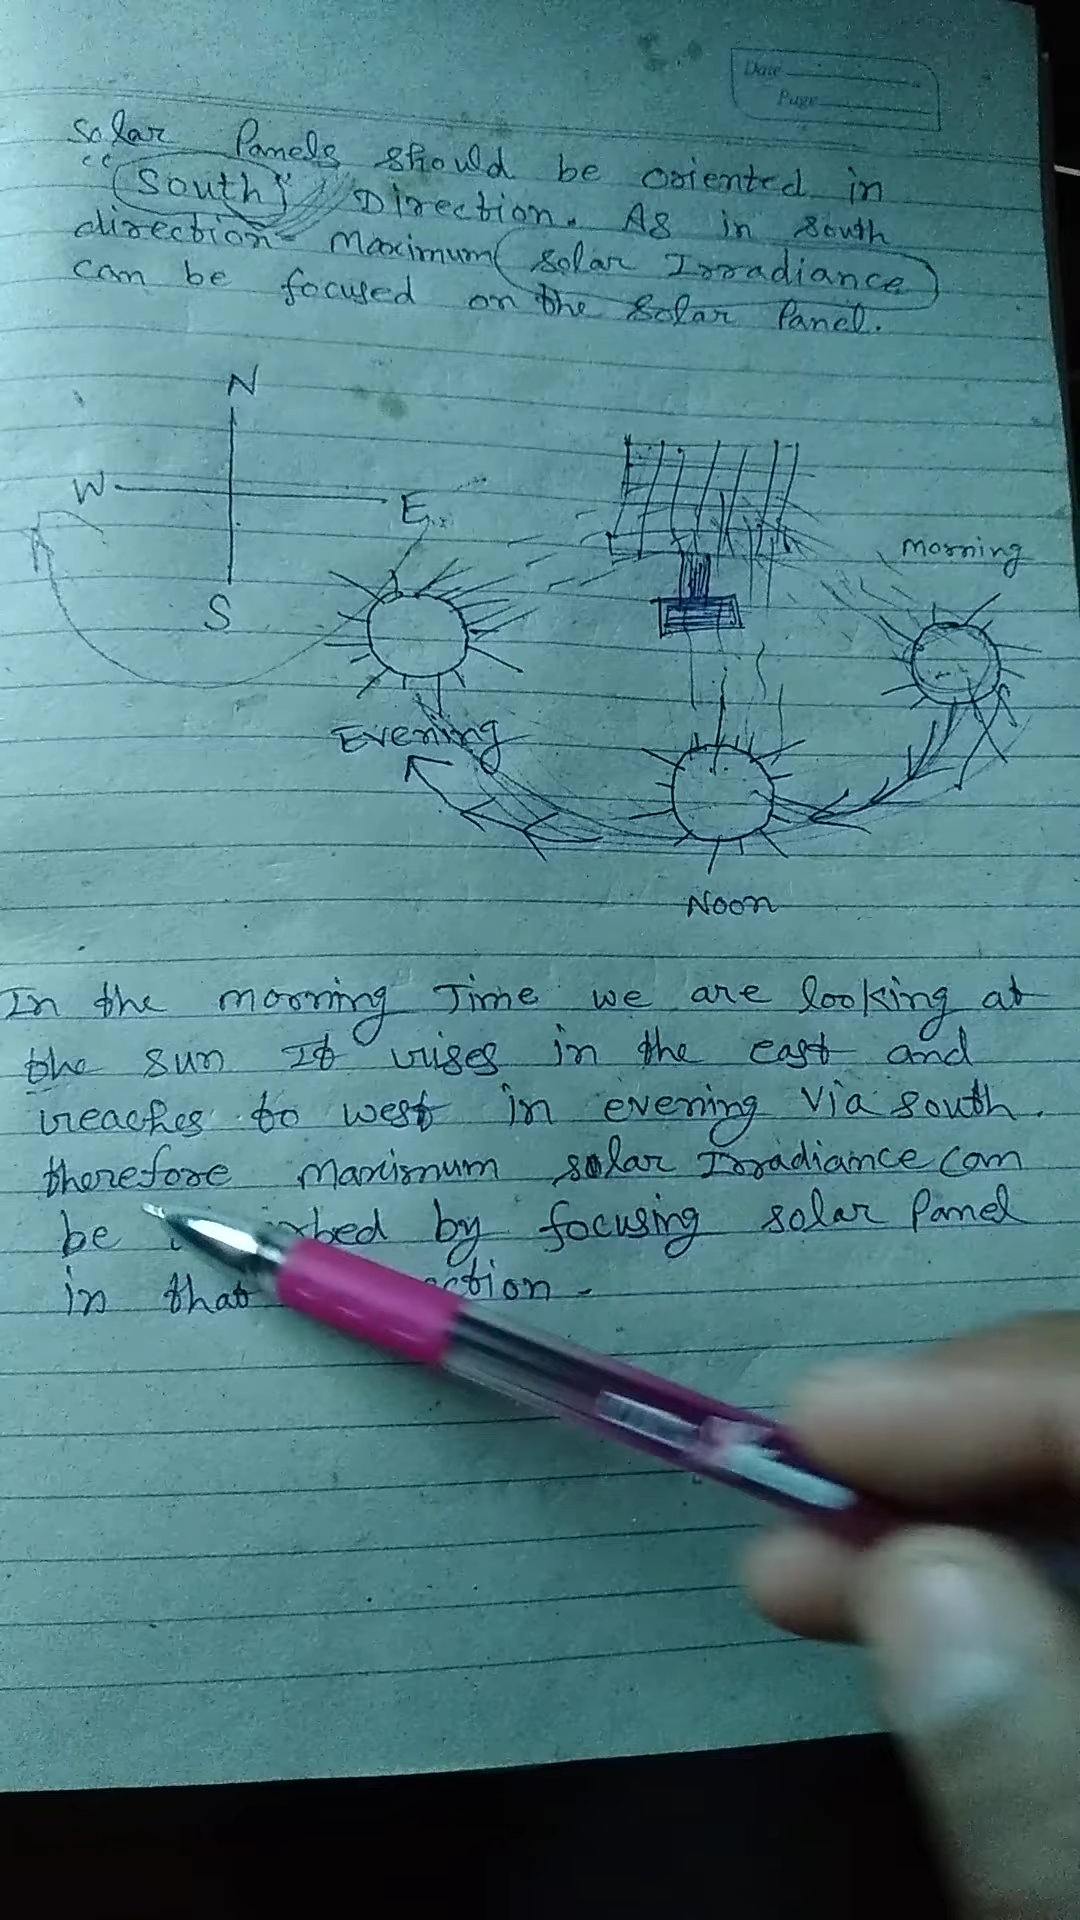 Date
Page
Solar Panels should be oriented in
"South" Direction. As in south
direction maximum solar Irradiance
can be focused on the Solar Panel.
N
W E
S
Morning
Evening
Noon
In the morning Time we are looking at
the sun It rises in the east and
reaches to west in evening via south.
therefore maximum solar Irradiance can
be by focusing solar Panel
in that